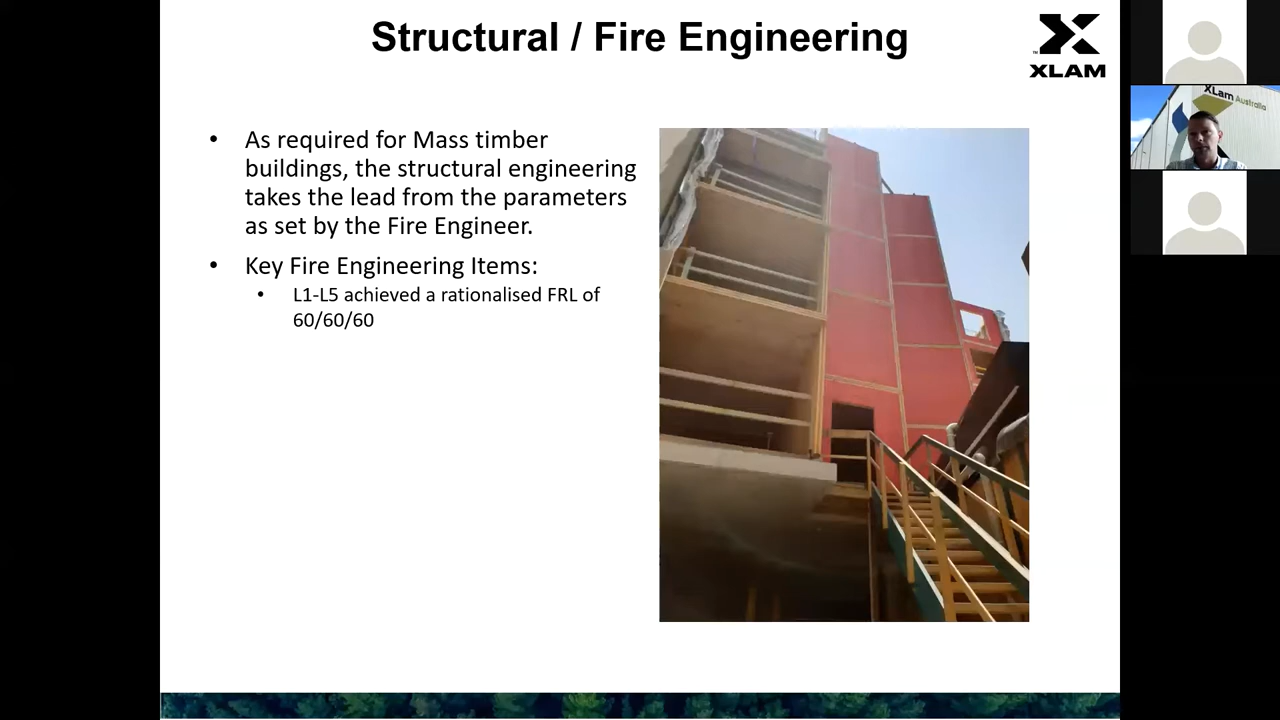 Structural / Fire Engineering
XLAM
• As required for Mass timber
buildings, the structural engineering
takes the lead from the parameters
as set by the Fire Engineer.
• Key Fire Engineering Items:
• L1-L5 achieved a rationalised FRL of
60/60/60
XLam Australia